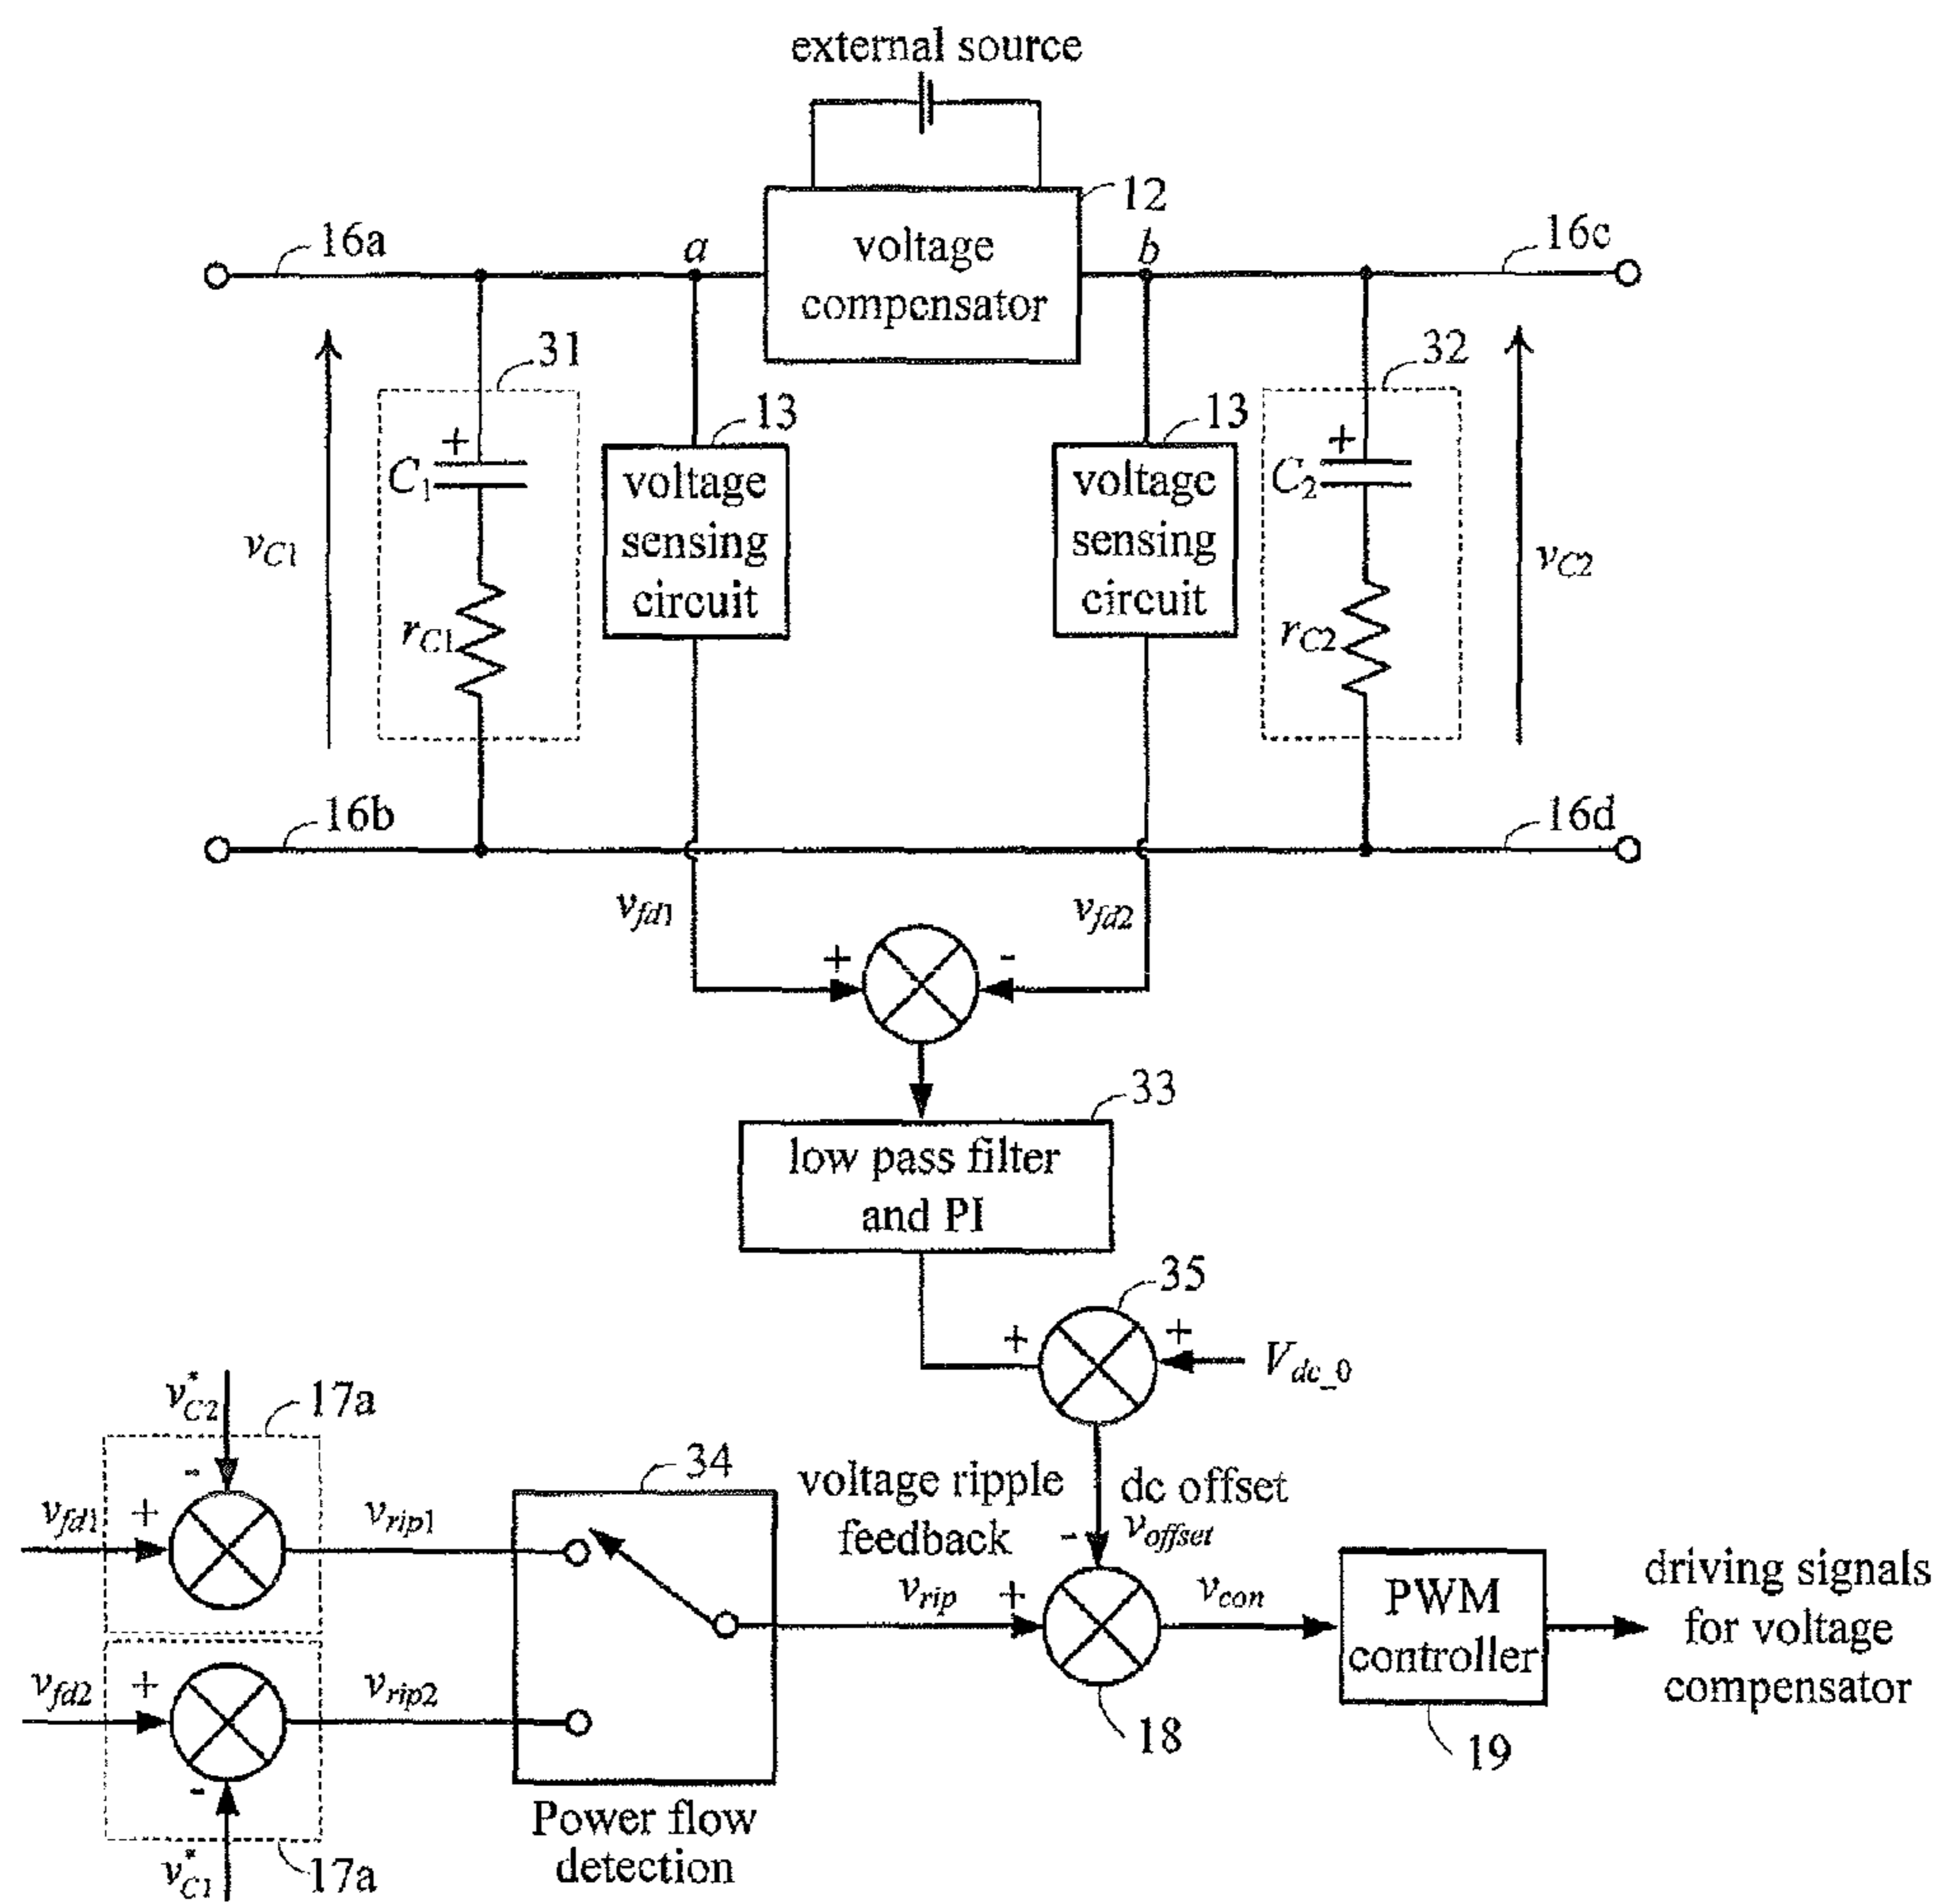 external source
12
16a
a
voltage
compensator
b
16c
31
32
13
13
+
C1
voltage
sensing
circuit
voltage
sensing
circuit
+
C2
vC1
vC2
rC1
rC2
16b
16d
vfd1
vfd2
+
-
33
low pass filter
and PI
35
+
+
Vdc_0
v*C2
17a
-
34
voltage ripple
feedback
dc offset
voffset
-
vfd1
+
vrip1
vrip
+
vcon
PWM
controller
driving signals
for voltage
compensator
vfd2
+
vrip2
18
19
-
Power flow
detection
v*C1
17a